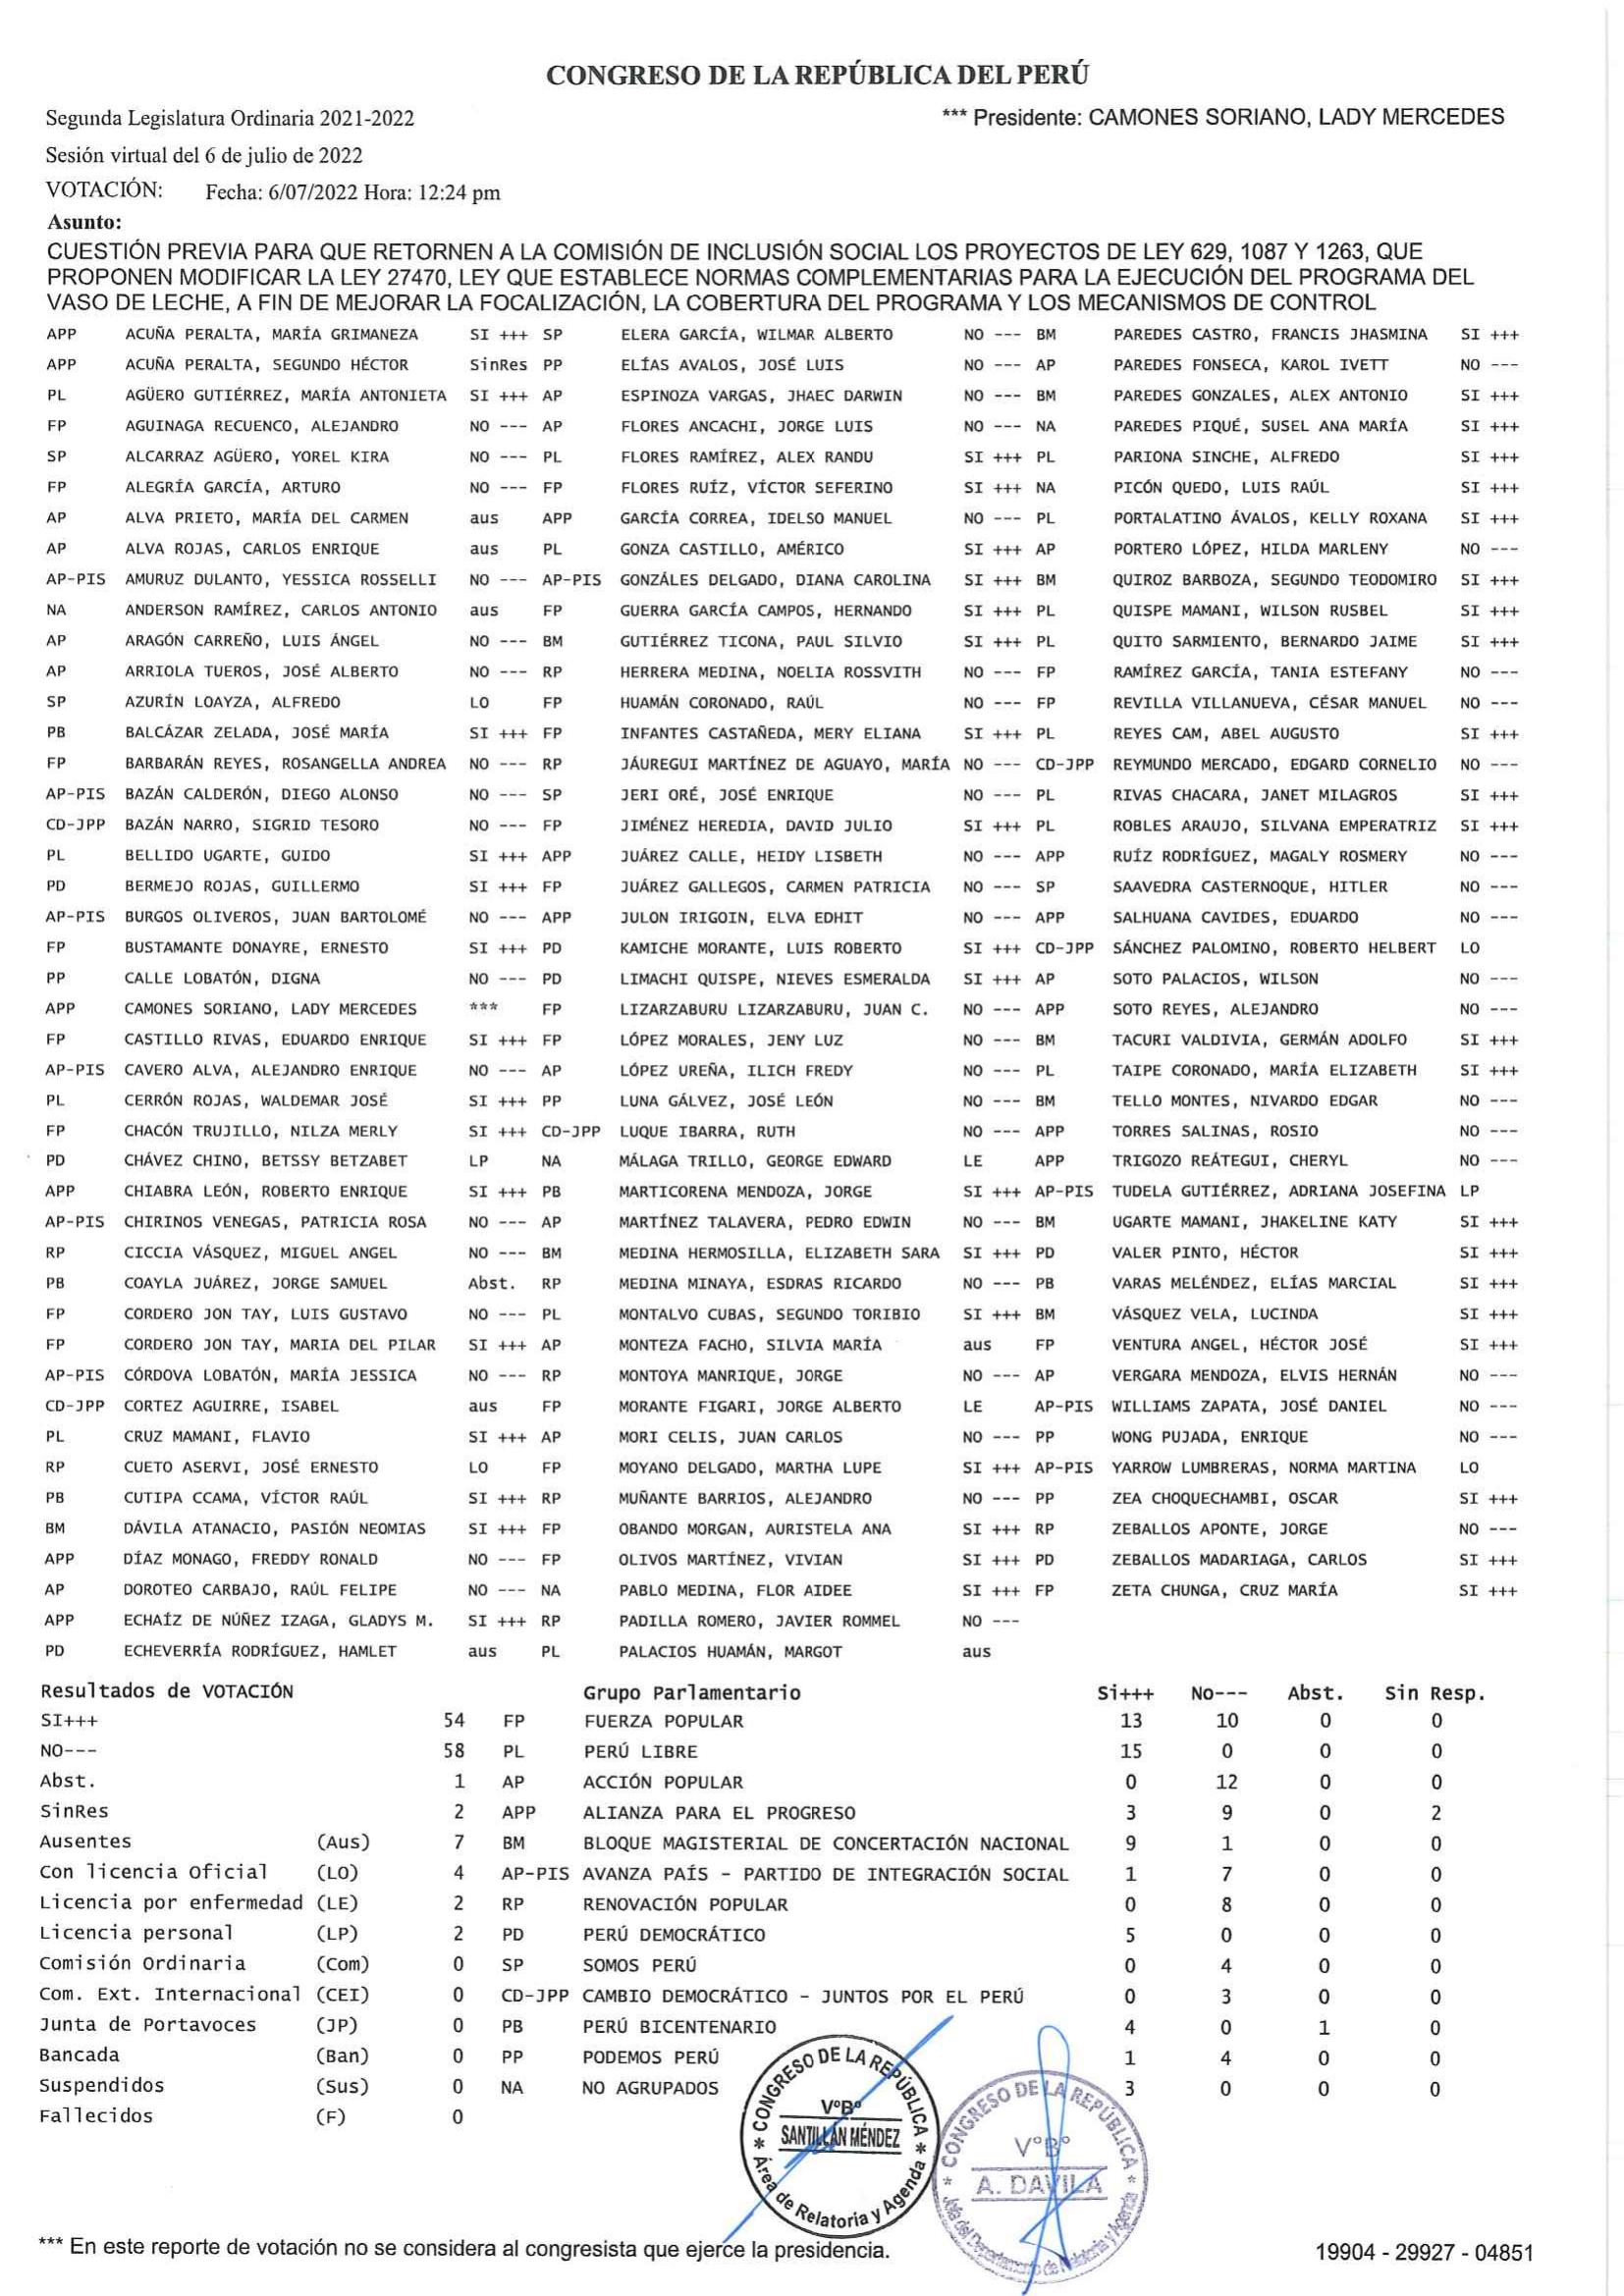 CONGRESO DE LA REPÚBLICA DEL PERÚ
Segunda Legislatura Ordinaria 2021-2022 *** Presidente: CAMONES SORIANO, LADY MERCEDES
Sesión virtual del 6 de julio de 2022
VOTACIÓN: Fecha: 6/07/2022 Hora: 12:24 pm
Asunto:
CUESTIÓN PREVIA PARA QUE RETORNEN A LA COMISIÓN DE INCLUSIÓN SOCIAL LOS PROYECTOS DE LEY 629, 1087 Y 1263, QUE
PROPONEN MODIFICAR LA LEY 27470, LEY QUE ESTABLECE NORMAS COMPLEMENTARIAS PARA LA EJECUCIÓN DEL PROGRAMA DEL
VASO DE LECHE, A FIN DE MEJORAR LA FOCALIZACIÓN, LA COBERTURA DEL PROGRAMA Y LOS MECANISMOS DE CONTROL
APP ACUÑA PERALTA, MARÍA GRIMANEZA SI +++ SP ELERA GARCÍA, WILMAR ALBERTO NO --- BM PAREDES CASTRO, FRANCIS JHASMINA SI +++
APP ACUÑA PERALTA, SEGUNDO HÉCTOR SinRes PP ELÍAS AVALOS, JOSÉ LUIS NO --- AP PAREDES FONSECA, KAROL IVETT NO ---
PL AGÜERO GUTIÉRREZ, MARÍA ANTONIETA SI +++ AP ESPINOZA VARGAS, JHAEC DARWIN NO --- BM PAREDES GONZALES, ALEX ANTONIO SI +++
FP AGUINAGA RECUENCO, ALEJANDRO NO --- AP FLORES ANCACHI, JORGE LUIS NO --- NA PAREDES PIQUÉ, SUSEL ANA MARÍA SI +++
SP ALCARRAZ AGÜERO, YOREL KIRA NO --- PL FLORES RAMÍREZ, ALEX RANDU SI +++ PL PARIONA SINCHE, ALFREDO SI +++
FP ALEGRÍA GARCÍA, ARTURO NO --- FP FLORES RUÍZ, VÍCTOR SEFERINO SI +++ NA PICÓN QUEDO, LUIS RAÚL SI +++
AP ALVA PRIETO, MARÍA DEL CARMEN aus APP GARCÍA CORREA, IDELSO MANUEL NO --- PL PORTALATINO ÁVALOS, KELLY ROXANA SI +++
AP ALVA ROJAS, CARLOS ENRIQUE aus PL GONZA CASTILLO, AMÉRICO SI +++ AP PORTERO LÓPEZ, HILDA MARLENY NO ---
AP-PIS AMURUZ DULANTO, YESSICA ROSSELLI NO --- AP-PIS GONZÁLES DELGADO, DIANA CAROLINA SI +++ BM QUIROZ BARBOZA, SEGUNDO TEODOMIRO SI +++
NA ANDERSON RAMÍREZ, CARLOS ANTONIO aus FP GUERRA GARCÍA CAMPOS, HERNANDO SI +++ PL QUISPE MAMANI, WILSON RUSBEL SI +++
AP ARAGÓN CARREÑO, LUIS ÁNGEL NO --- BM GUTIÉRREZ TICONA, PAUL SILVIO SI +++ PL QUITO SARMIENTO, BERNARDO JAIME SI +++
AP ARRIOLA TUEROS, JOSÉ ALBERTO NO --- RP HERRERA MEDINA, NOELIA ROSSVITH NO --- FP RAMÍREZ GARCÍA, TANIA ESTEFANY NO ---
SP AZURÍN LOAYZA, ALFREDO LO FP HUAMÁN CORONADO, RAÚL NO --- FP REVILLA VILLANUEVA, CÉSAR MANUEL NO ---
PB BALCÁZAR ZELADA, JOSÉ MARÍA SI +++ FP INFANTES CASTAÑEDA, MERY ELIANA SI +++ PL REYES CAM, ABEL AUGUSTO SI +++
FP BARBARÁN REYES, ROSANGELLA ANDREA NO --- RP JÁUREGUI MARTÍNEZ DE AGUAYO, MARÍA NO --- CD-JPP REYMUNDO MERCADO, EDGARD CORNELIO NO ---
AP-PIS BAZÁN CALDERÓN, DIEGO ALONSO NO --- SP JERI ORÉ, JOSÉ ENRIQUE NO --- PL RIVAS CHACARA, JANET MILAGROS SI +++
CD-JPP BAZÁN NARRO, SIGRID TESORO NO --- FP JIMÉNEZ HEREDIA, DAVID JULIO SI +++ PL ROBLES ARAUJO, SILVANA EMPERATRIZ SI +++
PL BELLIDO UGARTE, GUIDO SI +++ APP JUÁREZ CALLE, HEIDY LISBETH NO --- APP RUÍZ RODRÍGUEZ, MAGALY ROSMERY NO ---
PD BERMEJO ROJAS, GUILLERMO SI +++ FP JUÁREZ GALLEGOS, CARMEN PATRICIA NO --- SP SAAVEDRA CASTERNOQUE, HITLER NO ---
AP-PIS BURGOS OLIVEROS, JUAN BARTOLOMÉ NO --- APP JULON IRIGOIN, ELVA EDHIT NO --- APP SALHUANA CAVIDES, EDUARDO NO ---
FP BUSTAMANTE DONAYRE, ERNESTO SI +++ PD KAMICHE MORANTE, LUIS ROBERTO SI +++ CD-JPP SÁNCHEZ PALOMINO, ROBERTO HELBERT LO
PP CALLE LOBATÓN, DIGNA NO --- PD LIMACHI QUISPE, NIEVES ESMERALDA SI +++ AP SOTO PALACIOS, WILSON NO ---
APP CAMONES SORIANO, LADY MERCEDES *** FP LIZARZABURU LIZARZABURU, JUAN C. NO --- APP SOTO REYES, ALEJANDRO NO ---
FP CASTILLO RIVAS, EDUARDO ENRIQUE SI +++ FP LÓPEZ MORALES, JENY LUZ NO --- BM TACURI VALDIVIA, GERMÁN ADOLFO SI +++
AP-PIS CAVERO ALVA, ALEJANDRO ENRIQUE NO --- AP LÓPEZ UREÑA, ILICH FREDY NO --- PL TAIPE CORONADO, MARÍA ELIZABETH SI +++
PL CERRÓN ROJAS, WALDEMAR JOSÉ SI +++ PP LUNA GÁLVEZ, JOSÉ LEÓN NO --- BM TELLO MONTES, NIVARDO EDGAR NO ---
FP CHACÓN TRUJILLO, NILZA MERLY SI +++ CD-JPP LUQUE IBARRA, RUTH NO --- APP TORRES SALINAS, ROSIO NO ---
PD CHÁVEZ CHINO, BETSSY BETZABET LP NA MÁLAGA TRILLO, GEORGE EDWARD LE APP TRIGOZO REÁTEGUI, CHERYL NO ---
APP CHIABRA LEÓN, ROBERTO ENRIQUE SI +++ PB MARTICORENA MENDOZA, JORGE SI +++ AP-PIS TUDELA GUTIÉRREZ, ADRIANA JOSEFINA LP
AP-PIS CHIRINOS VENEGAS, PATRICIA ROSA NO --- AP MARTÍNEZ TALAVERA, PEDRO EDWIN NO --- BM UGARTE MAMANI, JHAKELINE KATY SI +++
RP CICCIA VÁSQUEZ, MIGUEL ANGEL NO --- BM MEDINA HERMOSILLA, ELIZABETH SARA SI +++ PD VALER PINTO, HÉCTOR SI +++
PB COAYLA JUÁREZ, JORGE SAMUEL Abst. RP MEDINA MINAYA, ESDRAS RICARDO NO --- PB VARAS MELÉNDEZ, ELÍAS MARCIAL SI +++
FP CORDERO JON TAY, LUIS GUSTAVO NO --- PL MONTALVO CUBAS, SEGUNDO TORIBIO SI +++ BM VÁSQUEZ VELA, LUCINDA SI +++
FP CORDERO JON TAY, MARIA DEL PILAR SI +++ AP MONTEZA FACHO, SILVIA MARÍA aus FP VENTURA ANGEL, HÉCTOR JOSÉ SI +++
AP-PIS CÓRDOVA LOBATÓN, MARÍA JESSICA NO --- RP MONTOYA MANRIQUE, JORGE NO --- AP VERGARA MENDOZA, ELVIS HERNÁN NO ---
CD-JPP CORTEZ AGUIRRE, ISABEL aus FP MORANTE FIGARI, JORGE ALBERTO LE AP-PIS WILLIAMS ZAPATA, JOSÉ DANIEL NO ---
PL CRUZ MAMANI, FLAVIO SI +++ AP MORI CELIS, JUAN CARLOS NO --- PP WONG PUJADA, ENRIQUE NO ---
RP CUETO ASERVI, JOSÉ ERNESTO LO FP MOYANO DELGADO, MARTHA LUPE SI +++ AP-PIS YARROW LUMBRERAS, NORMA MARTINA LO
PB CUTIPA CCAMA, VÍCTOR RAÚL SI +++ RP MUÑANTE BARRIOS, ALEJANDRO NO --- PP ZEA CHOQUECHAMBI, OSCAR SI +++
BM DÁVILA ATANACIO, PASIÓN NEOMIAS SI +++ FP OBANDO MORGAN, AURISTELA ANA SI +++ RP ZEBALLOS APONTE, JORGE NO ---
APP DÍAZ MONAGO, FREDDY RONALD NO --- FP OLIVOS MARTÍNEZ, VIVIAN SI +++ PD ZEBALLOS MADARIAGA, CARLOS SI +++
AP DOROTEO CARBAJO, RAÚL FELIPE NO --- NA PABLO MEDINA, FLOR AIDEE SI +++ FP ZETA CHUNGA, CRUZ MARÍA SI +++
APP ECHAÍZ DE NÚÑEZ IZAGA, GLADYS M. SI +++ RP PADILLA ROMERO, JAVIER ROMMEL NO ---
PD ECHEVERRÍA RODRÍGUEZ, HAMLET aus PL PALACIOS HUAMÁN, MARGOT aus
Resultados de VOTACIÓN Grupo Parlamentario Si+++ No--- Abst. Sin Resp.
SI+++ 54 FP FUERZA POPULAR 13 10 0 0
NO--- 58 PL PERÚ LIBRE 15 0 0 0
Abst. 1 AP ACCIÓN POPULAR 0 12 0 0
SinRes 2 APP ALIANZA PARA EL PROGRESO 3 9 0 2
Ausentes (Aus) 7 BM BLOQUE MAGISTERIAL DE CONCERTACIÓN NACIONAL 9 1 0 0
Con licencia Oficial (LO) 4 AP-PIS AVANZA PAÍS - PARTIDO DE INTEGRACIÓN SOCIAL 1 7 0 0
Licencia por enfermedad (LE) 2 RP RENOVACIÓN POPULAR 0 8 0 0
Licencia personal (LP) 2 PD PERÚ DEMOCRÁTICO 5 0 0 0
Comisión Ordinaria (Com) 0 SP SOMOS PERÚ 0 4 0 0
Com. Ext. Internacional (CEI) 0 CD-JPP CAMBIO DEMOCRÁTICO - JUNTOS POR EL PERÚ 0 3 0 0
Junta de Portavoces (JP) 0 PB PERÚ BICENTENARIO 4 0 1 0
Bancada (Ban) 0 PP PODEMOS PERÚ 1 4 0 0
Suspendidos (Sus) 0 NA NO AGRUPADOS 3 0 0 0
Fallecidos (F) 0
* CONGRESO DE LA REPÚBLICA *
V°B°
SANTILLÁN MÉNDEZ
Área de Relatoría y Agenda
* CONGRESO DE LA REPÚBLICA *
V°B°
A. DAVILA
Jefa del Departamento de Relatoría y Agenda
*** En este reporte de votación no se considera al congresista que ejerce la presidencia. 19904 - 29927 - 04851